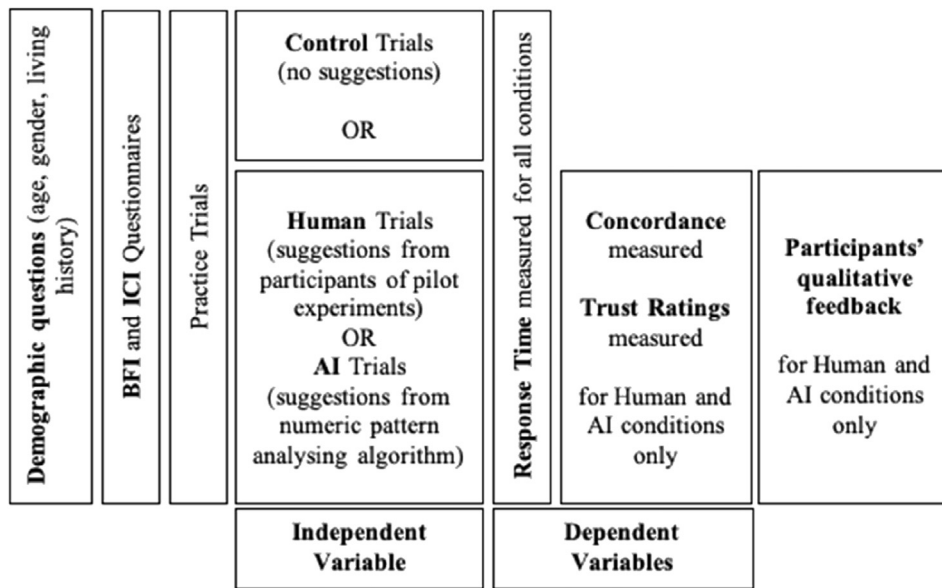 Demographic questions (age, gender, living
history)
BFI and ICI Questionnaires
Practice Trials
Control Trials
(no suggestions)
OR
Human Trials
(suggestions from
participants of pilot
experiments)
OR
AI Trials
(suggestions from
numeric pattern
analysing algorithm)
Response Time measured for all conditions
Concordance
measured
Trust Ratings
measured
for Human and
AI conditions
only
Participants'
qualitative
feedback
for Human and
AI conditions
only
Independent
Variable
Dependent
Variables